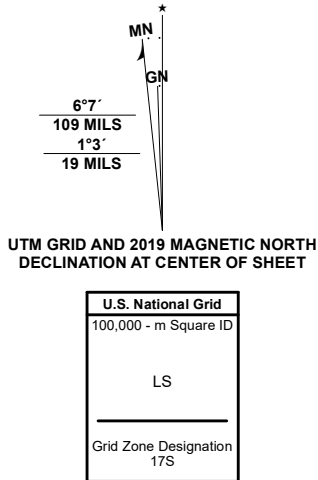 MN
GN
6°7´
109 MILS
1°3´
19 MILS
UTM GRID AND 2019 MAGNETIC NORTH
DECLINATION AT CENTER OF SHEET
U.S. National Grid
100,000 - m Square ID
LS
Grid Zone Designation
17S